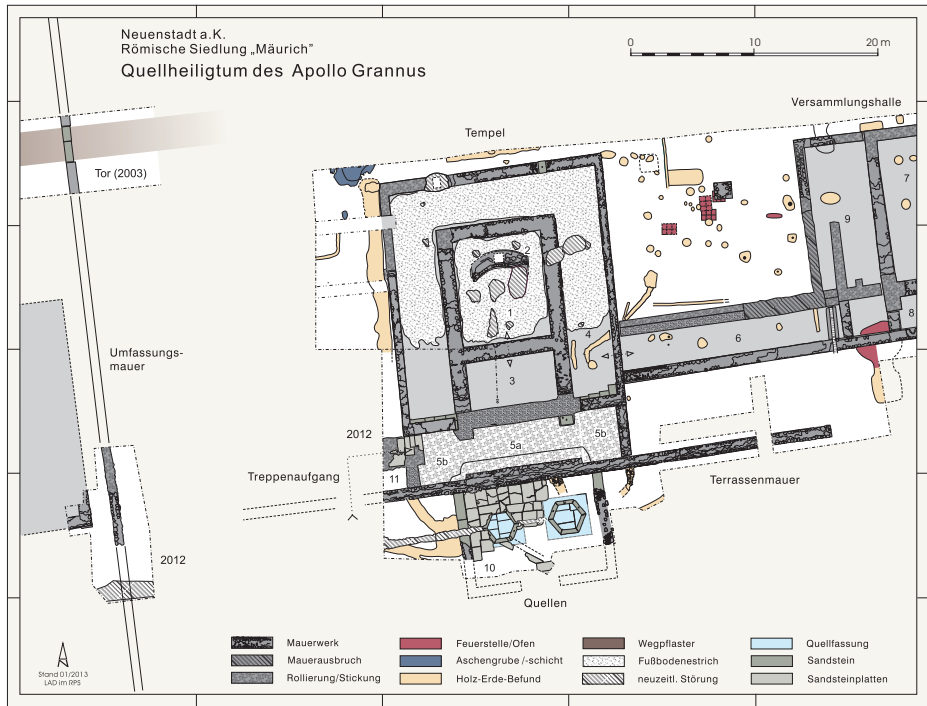 Neuenstadt a.K.
Römische Siedlung „Mäurich”
Quellheiligtum des Apollo Grannus
0
10
20 m
Versammlungshalle
Tempel
Tor (2003)
7
9
2
1
8
4
6
3
Umfassungs-
mauer
2012
5b
5a
5b
Treppenaufgang
11
Terrassenmauer
2012
10
Quellen
Stand 01/2013
LAD im RPS
Mauerwerk
Mauerausbruch
Rollierung/Stickung
Feuerstelle/Ofen
Aschengrube /-schicht
Holz-Erde-Befund
Wegpflaster
Fußbodenestrich
neuzeitl. Störung
Quellfassung
Sandstein
Sandsteinplatten